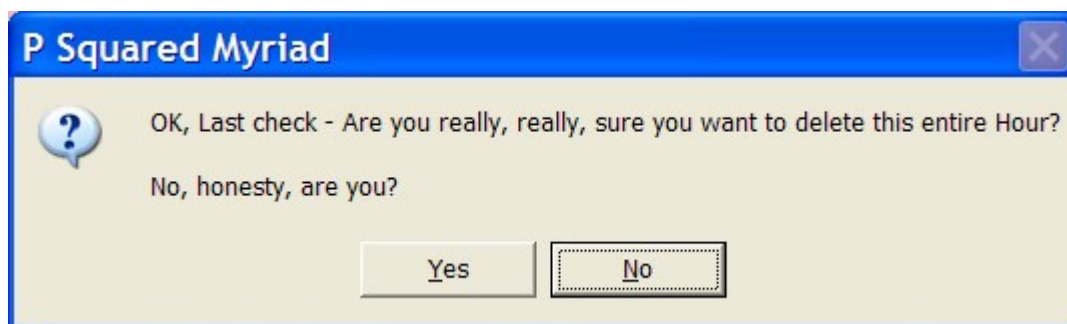 P Squared Myriad
OK, Last check - Are you really, really, sure you want to delete this entire Hour?
No, honesty, are you?
Yes
No